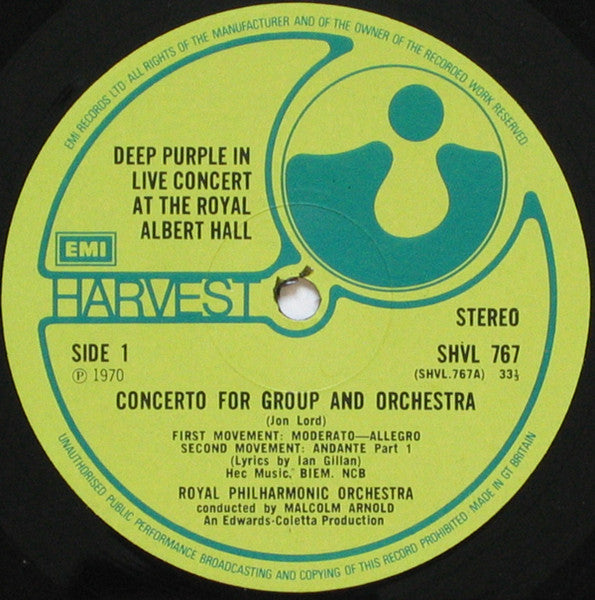 EMI RECORDS LTD ALL RIGHTS OF THE MANUFACTURER AND OF THE OWNER OF THE RECORDED WORK RESERVED
DEEP PURPLE IN
LIVE CONCERT
AT THE ROYAL
ALBERT HALL
EMI
HARVEST
STEREO
SIDE 1
SHVL 767
℗ 1970
(SHVL.767A) 33⅓
CONCERTO FOR GROUP AND ORCHESTRA
(Jon Lord)
FIRST MOVEMENT: MODERATO—ALLEGRO
SECOND MOVEMENT: ANDANTE Part 1
(Lyrics by Ian Gillan)
Hec Music, BIEM. NCB
ROYAL PHILHARMONIC ORCHESTRA
conducted by MALCOLM ARNOLD
An Edwards-Coletta Production
UNAUTHORISED PUBLIC PERFORMANCE BROADCASTING AND COPYING OF THIS RECORD PROHIBITED MADE IN GT BRITAIN